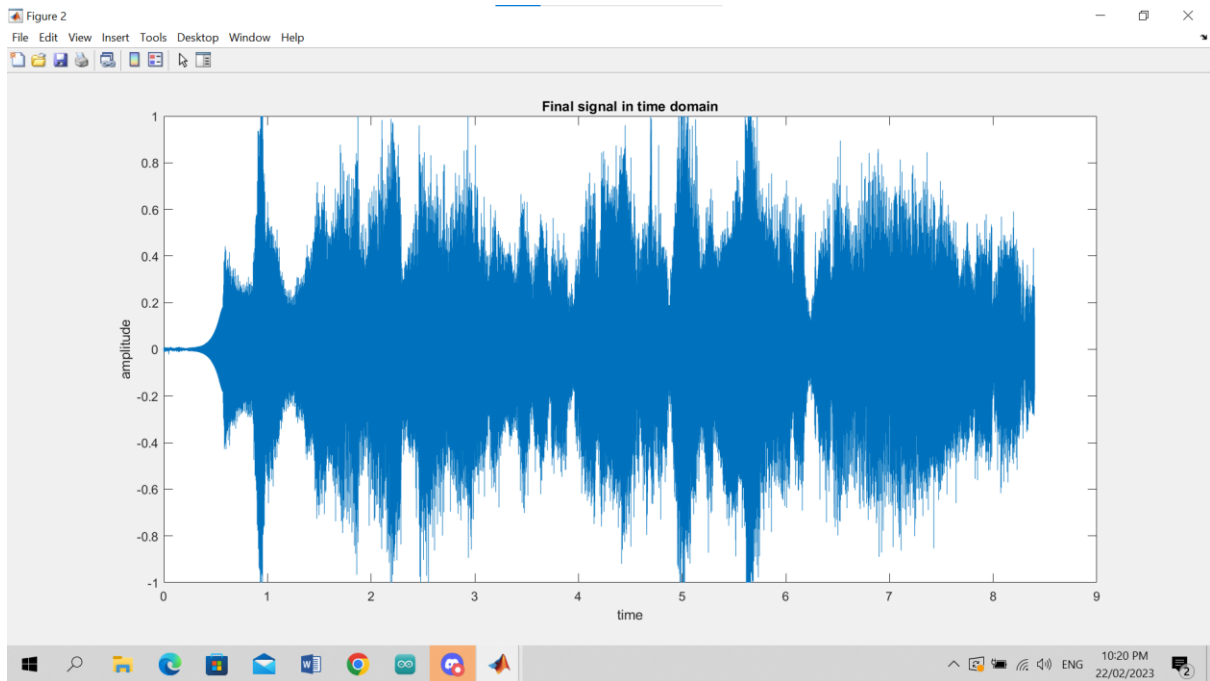 Figure 2
File Edit View Insert Tools Desktop Window Help
Final signal in time domain
1
0.8
0.6
0.4
0.2
0
-0.2
-0.4
-0.6
-0.8
-1
amplitude
0 1 2 3 4 5 6 7 8 9
time
W
ENG
10:20 PM
22/02/2023
2